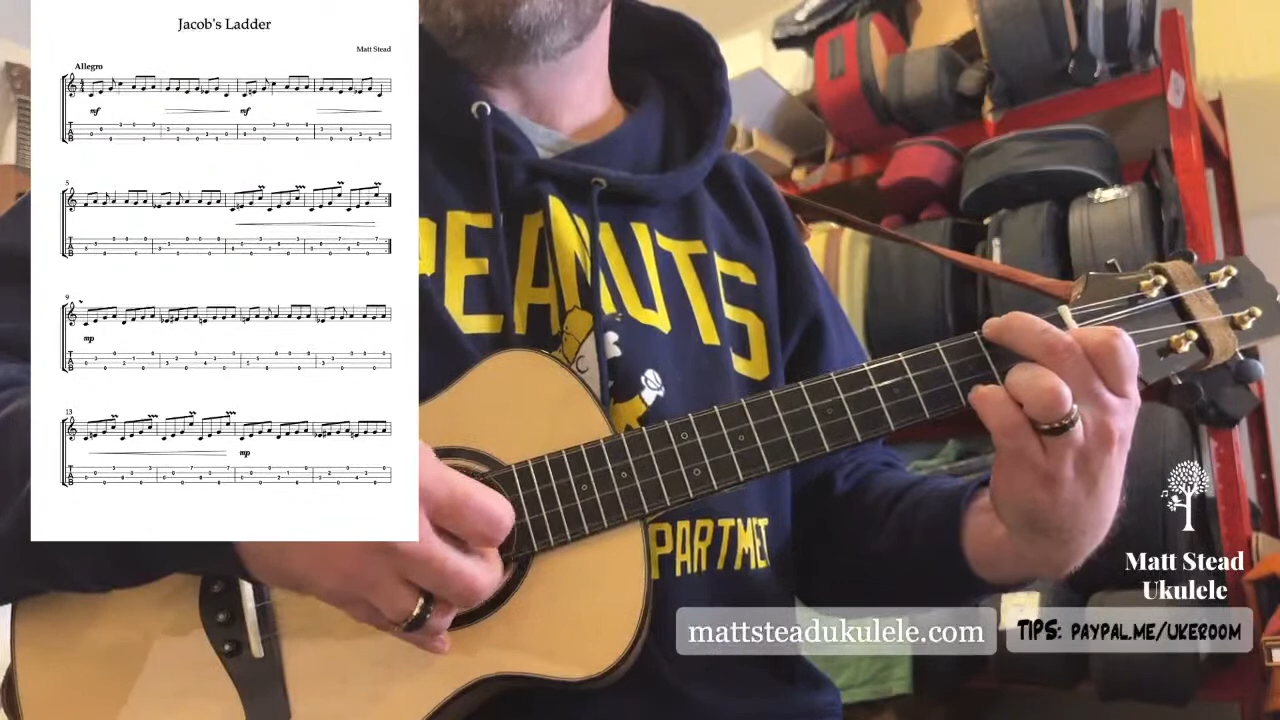 Jacob's Ladder
Matt Stead
Allegro
mf
mf
5
9
mp
13
mp
PEANUTS
PARTMET
Matt Stead
Ukulele
mattsteadukulele.com
TIPS: PAYPAL.ME/UKEROOM